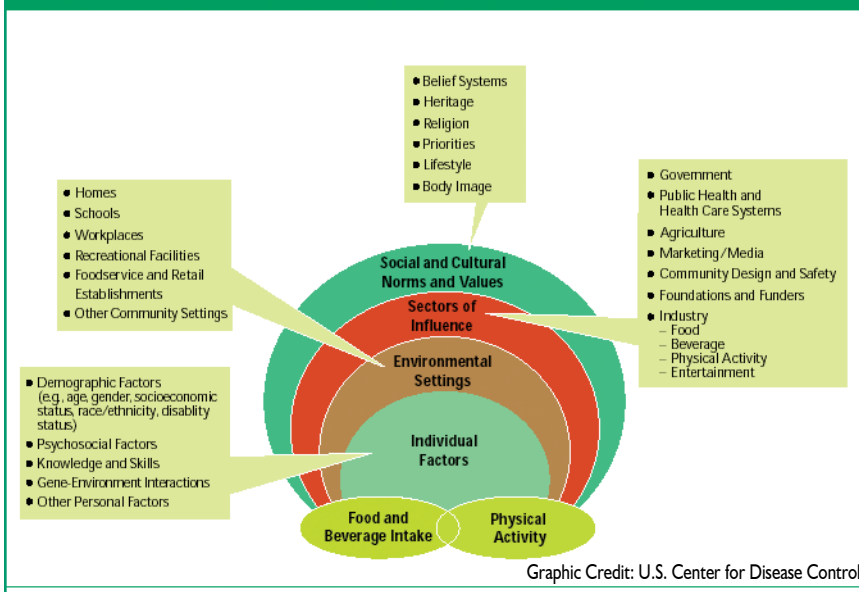 ● Belief Systems
● Heritage
● Religion
● Priorities
● Lifestyle
● Body Image
● Homes
● Schools
● Workplaces
● Recreational Facilities
● Foodservice and Retail
Establishments
● Other Community Settings
● Government
● Public Health and
Health Care Systems
● Agriculture
● Marketing/Media
● Community Design and Safety
● Foundations and Funders
● Industry
– Food
– Beverage
– Physical Activity
– Entertainment
● Demographic Factors
(e.g., age, gender, socioeconomic
status, race/ethnicity, disablity
status)
● Psychosocial Factors
● Knowledge and Skills
● Gene-Environment Interactions
● Other Personal Factors
Social and Cultural
Norms and Values
Sectors of
Influence
Environmental
Settings
Individual
Factors
Food and
Beverage Intake
Physical
Activity
Graphic Credit: U.S. Center for Disease Control